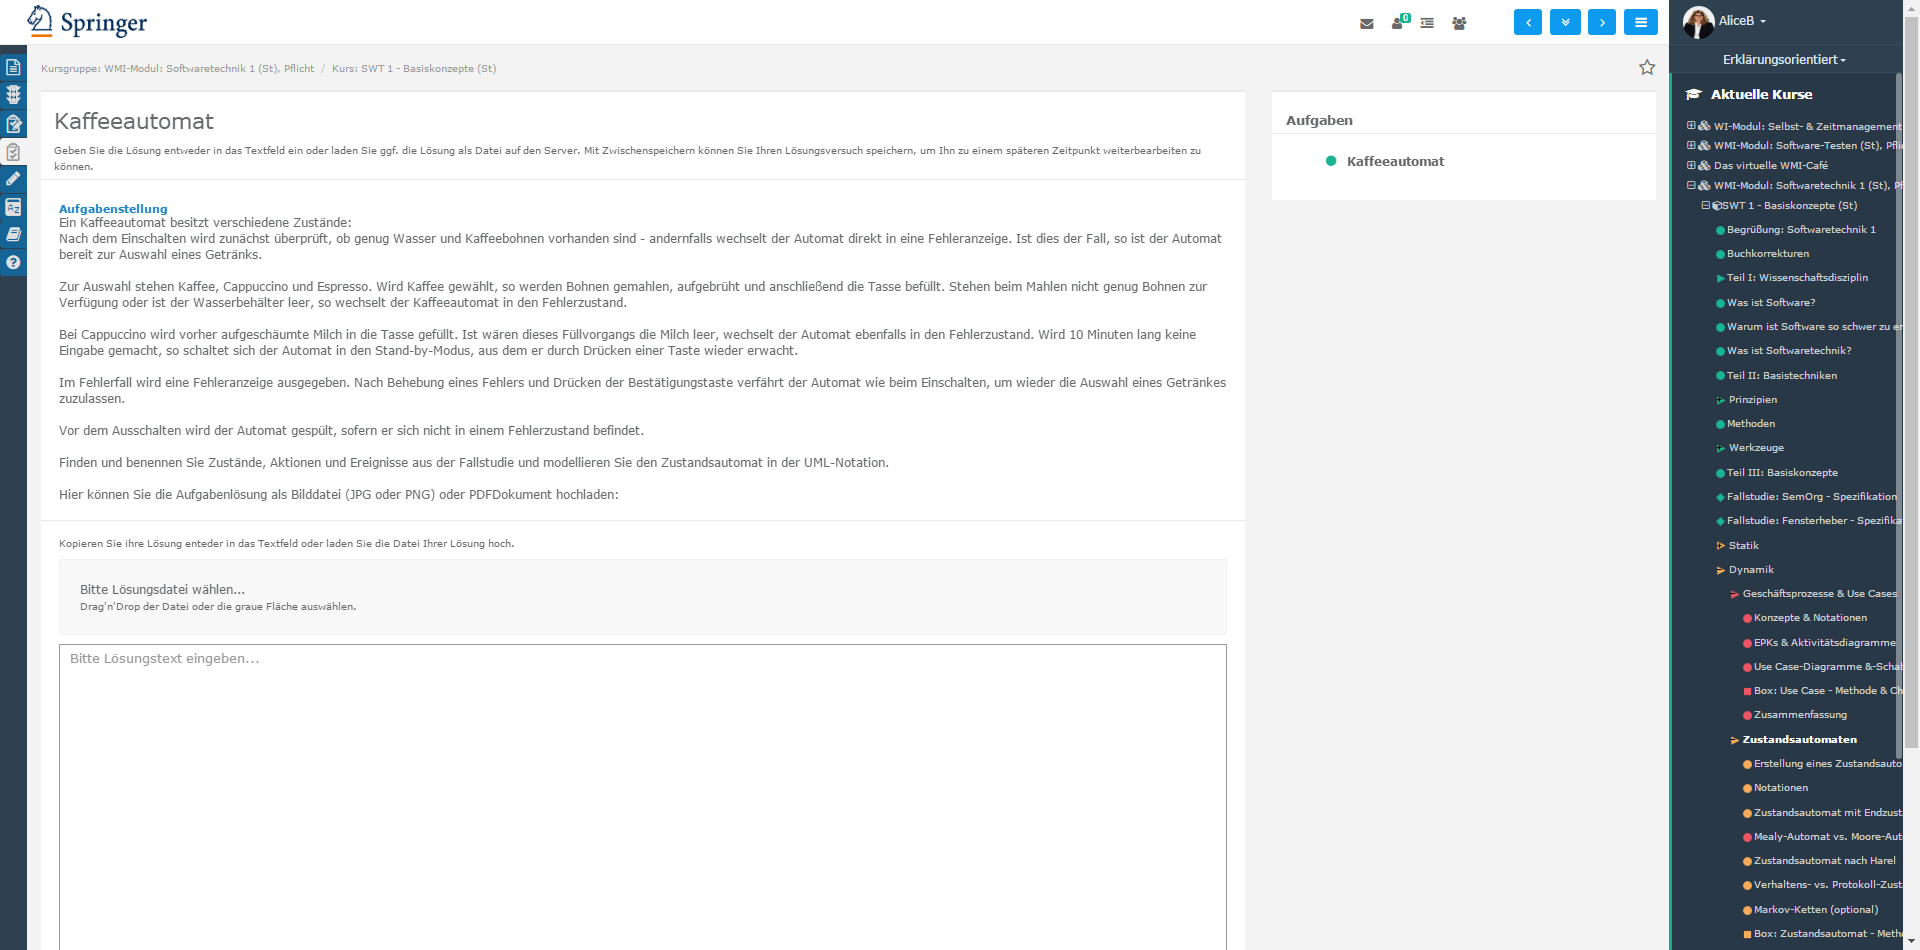 Springer
0
AliceB
Erklärungsorientiert
Kursgruppe: WMI-Modul: Softwaretechnik 1 (St), Pflicht / Kurs: SWT 1 - Basiskonzepte (St)
Kaffeeautomat
Geben Sie die Lösung entweder in das Textfeld ein oder laden Sie ggf. die Lösung als Datei auf den Server. Mit Zwischenspeichern können Sie Ihren Lösungsversuch speichern, um Ihn zu einem späteren Zeitpunkt weiterbearbeiten zu
können.
Aufgabenstellung
Ein Kaffeeautomat besitzt verschiedene Zustände:
Nach dem Einschalten wird zunächst überprüft, ob genug Wasser und Kaffeebohnen vorhanden sind - andernfalls wechselt der Automat direkt in eine Fehleranzeige. Ist dies der Fall, so ist der Automat
bereit zur Auswahl eines Getränks.
Zur Auswahl stehen Kaffee, Cappuccino und Espresso. Wird Kaffee gewählt, so werden Bohnen gemahlen, aufgebrüht und anschließend die Tasse befüllt. Stehen beim Mahlen nicht genug Bohnen zur
Verfügung oder ist der Wasserbehälter leer, so wechselt der Kaffeeautomat in den Fehlerzustand.
Bei Cappuccino wird vorher aufgeschäumte Milch in die Tasse gefüllt. Ist wären dieses Füllvorgangs die Milch leer, wechselt der Automat ebenfalls in den Fehlerzustand. Wird 10 Minuten lang keine
Eingabe gemacht, so schaltet sich der Automat in den Stand-by-Modus, aus dem er durch Drücken einer Taste wieder erwacht.
Im Fehlerfall wird eine Fehleranzeige ausgegeben. Nach Behebung eines Fehlers und Drücken der Bestätigungstaste verfährt der Automat wie beim Einschalten, um wieder die Auswahl eines Getränkes
zuzulassen.
Vor dem Ausschalten wird der Automat gespült, sofern er sich nicht in einem Fehlerzustand befindet.
Finden und benennen Sie Zustände, Aktionen und Ereignisse aus der Fallstudie und modellieren Sie den Zustandsautomat in der UML-Notation.
Hier können Sie die Aufgabenlösung als Bilddatei (JPG oder PNG) oder PDFDokument hochladen:
Kopieren Sie ihre Lösung enteder in das Textfeld oder laden Sie die Datei Ihrer Lösung hoch.
Bitte Lösungsdatei wählen...
Drag'n'Drop der Datei oder die graue Fläche auswählen.
Bitte Lösungstext eingeben...
Aufgaben
Kaffeeautomat
Aktuelle Kurse
WI-Modul: Selbst- & Zeitmanagement
WMI-Modul: Software-Testen (St), Pfli
Das virtuelle WMI-Café
WMI-Modul: Softwaretechnik 1 (St), Pf
SWT 1 - Basiskonzepte (St)
Begrüßung: Softwaretechnik 1
Buchkorrekturen
Teil I: Wissenschaftsdisziplin
Was ist Software?
Warum ist Software so schwer zu er
Was ist Softwaretechnik?
Teil II: Basistechniken
Prinzipien
Methoden
Werkzeuge
Teil III: Basiskonzepte
Fallstudie: SemOrg - Spezifikation
Fallstudie: Fensterheber - Spezifika
Statik
Dynamik
Geschäftsprozesse & Use Cases
Konzepte & Notationen
EPKs & Aktivitätsdiagramme
Use Case-Diagramme &-Schab
Box: Use Case - Methode & Ch
Zusammenfassung
Zustandsautomaten
Erstellung eines Zustandsauto
Notationen
Zustandsautomat mit Endzust
Mealy-Automat vs. Moore-Aut
Zustandsautomat nach Harel
Verhaltens- vs. Protokoll-Zust
Markov-Ketten (optional)
Box: Zustandsautomat - Meth